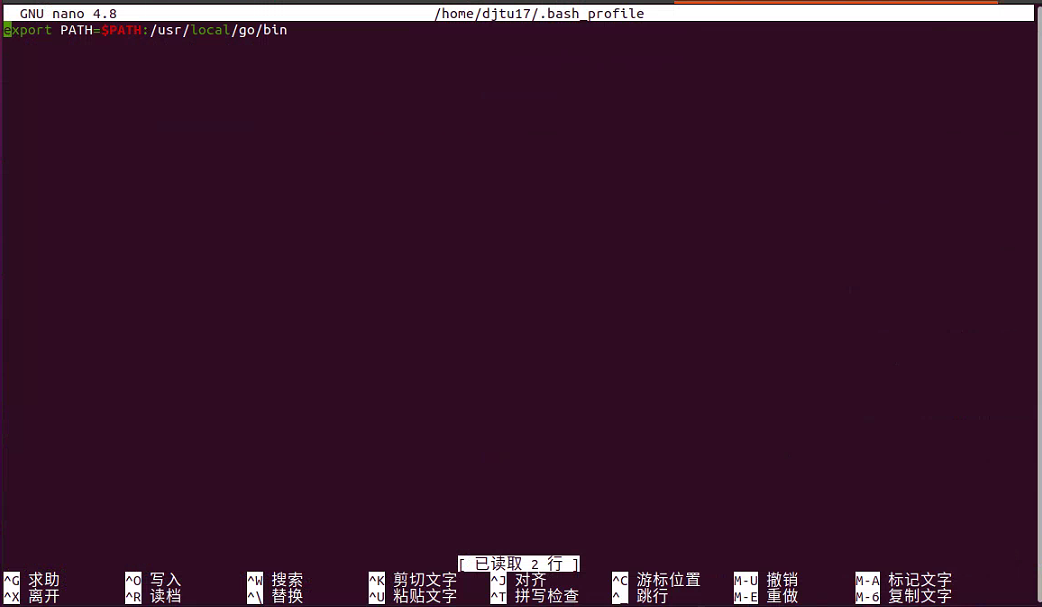 GNU nano 4.8 /home/djtu17/.bash_profile
export PATH=$PATH:/usr/local/go/bin
[ 已读取 2 行 ]
^G 求助 ^O 写入 ^W 搜索 ^K 剪切文字 ^J 对齐 ^C 游标位置 M-U 撤销 M-A 标记文字
^X 离开 ^R 读档 ^\ 替换 ^U 粘贴文字 ^T 拼写检查 ^_ 跳行 M-E 重做 M-6 复制文字